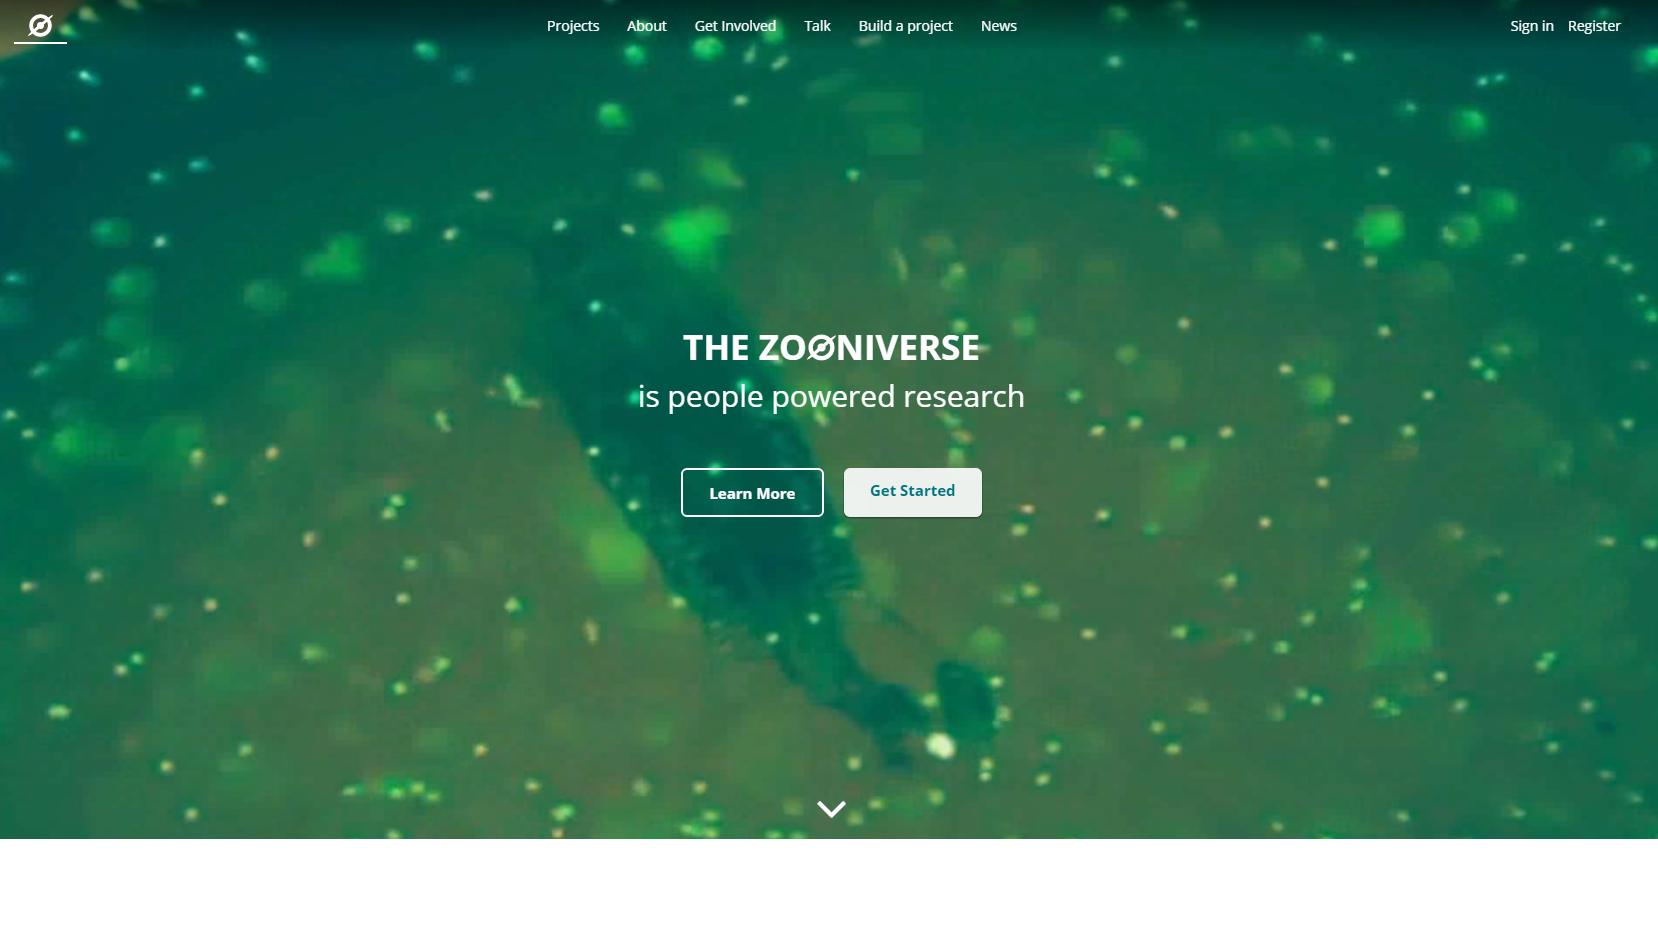 Projects About Get Involved Talk Build a project News Sign in Register
THE ZOONIVERSE
is people powered research
Learn More Get Started